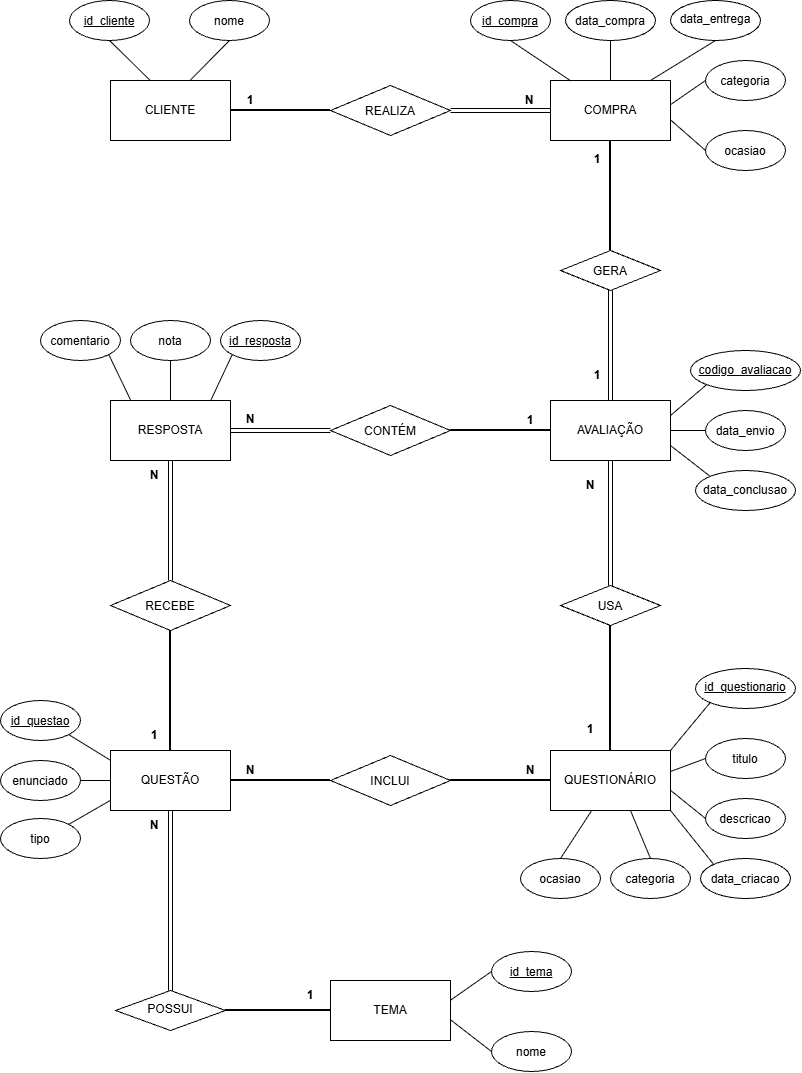 id_cliente
nome
id_compra
data_compra
data_entrega
categoria
ocasiao
CLIENTE
1
REALIZA
N
COMPRA
1
GERA
1
comentario
nota
id_resposta
codigo_avaliacao
data_envio
data_conclusao
RESPOSTA
N
CONTÉM
1
AVALIAÇÃO
N
N
RECEBE
USA
1
1
id_questao
enunciado
tipo
id_questionario
titulo
descricao
data_criacao
QUESTÃO
N
INCLUI
N
QUESTIONÁRIO
N
ocasiao
categoria
POSSUI
1
TEMA
id_tema
nome